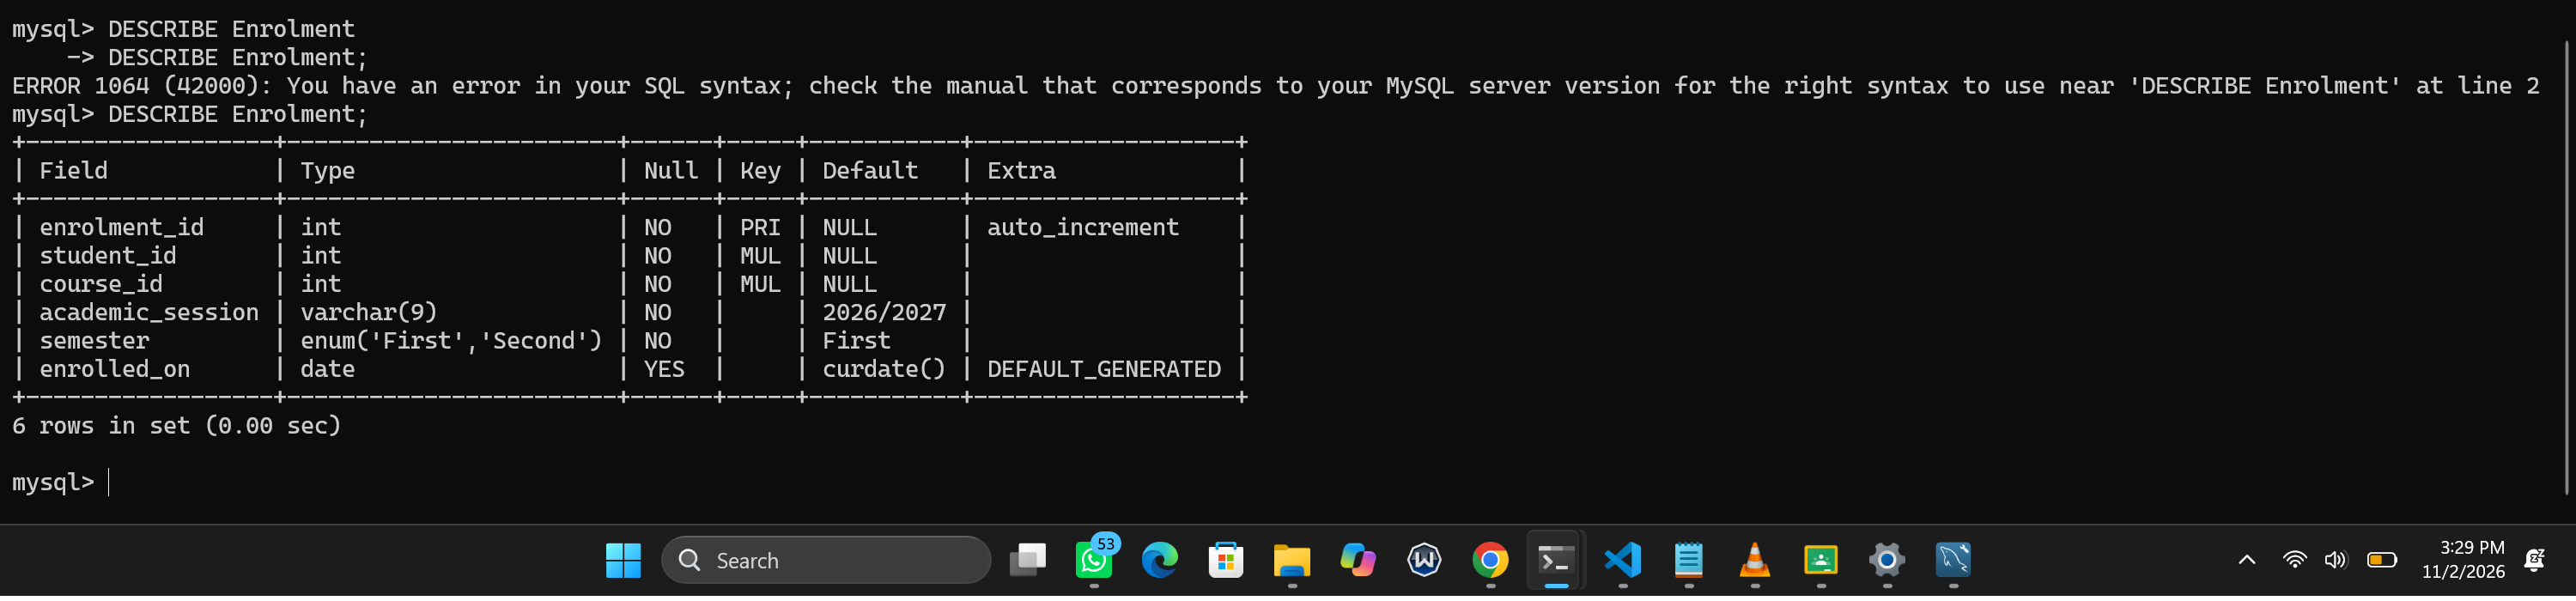 mysql> DESCRIBE Enrolment
    -> DESCRIBE Enrolment;
ERROR 1064 (42000): You have an error in your SQL syntax; check the manual that corresponds to your MySQL server version for the right syntax to use near 'DESCRIBE Enrolment' at line 2
mysql> DESCRIBE Enrolment;
+------------------+------------------------+------+-----+-----------+-------------------+
| Field            | Type                   | Null | Key | Default   | Extra             |
+------------------+------------------------+------+-----+-----------+-------------------+
| enrolment_id     | int                    | NO   | PRI | NULL      | auto_increment    |
| student_id       | int                    | NO   | MUL | NULL      |                   |
| course_id        | int                    | NO   | MUL | NULL      |                   |
| academic_session | varchar(9)             | NO   |     | 2026/2027 |                   |
| semester         | enum('First','Second') | NO   |     | First     |                   |
| enrolled_on      | date                   | YES  |     | curdate() | DEFAULT_GENERATED |
+------------------+------------------------+------+-----+-----------+-------------------+
6 rows in set (0.00 sec)
mysql>
Search
53
3:29 PM
11/2/2026